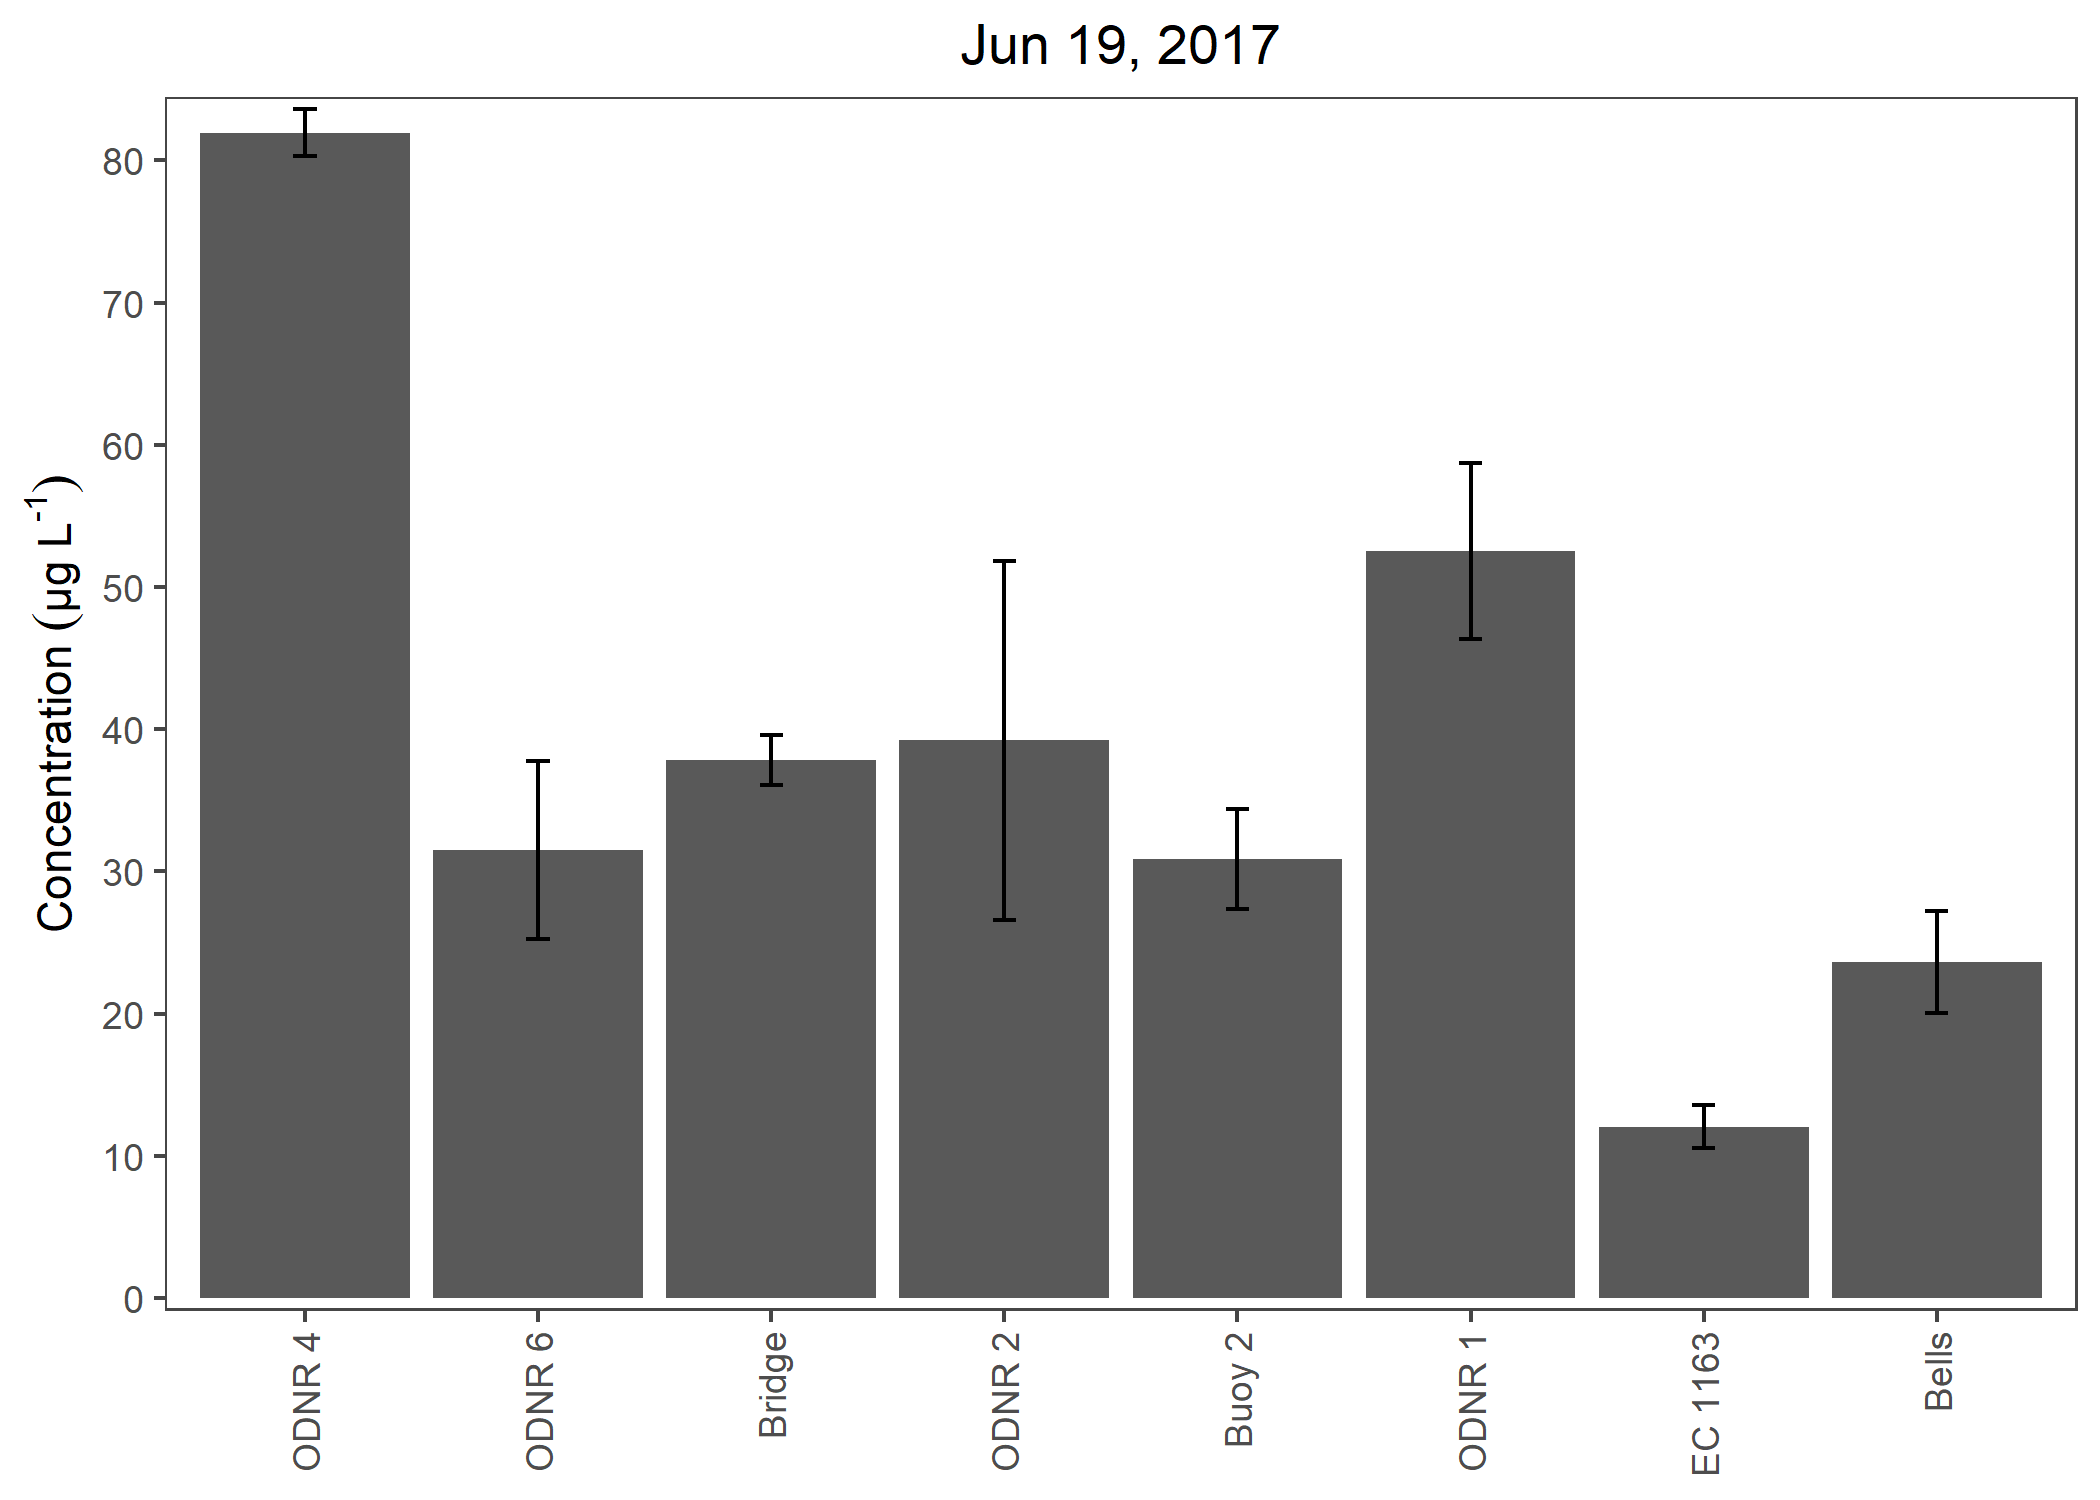 Jun 19, 2017
Concentration (µg L⁻¹)
80
70
60
50
40
30
20
10
0
ODNR 4
ODNR 6
Bridge
ODNR 2
Buoy 2
ODNR 1
EC 1163
Bells